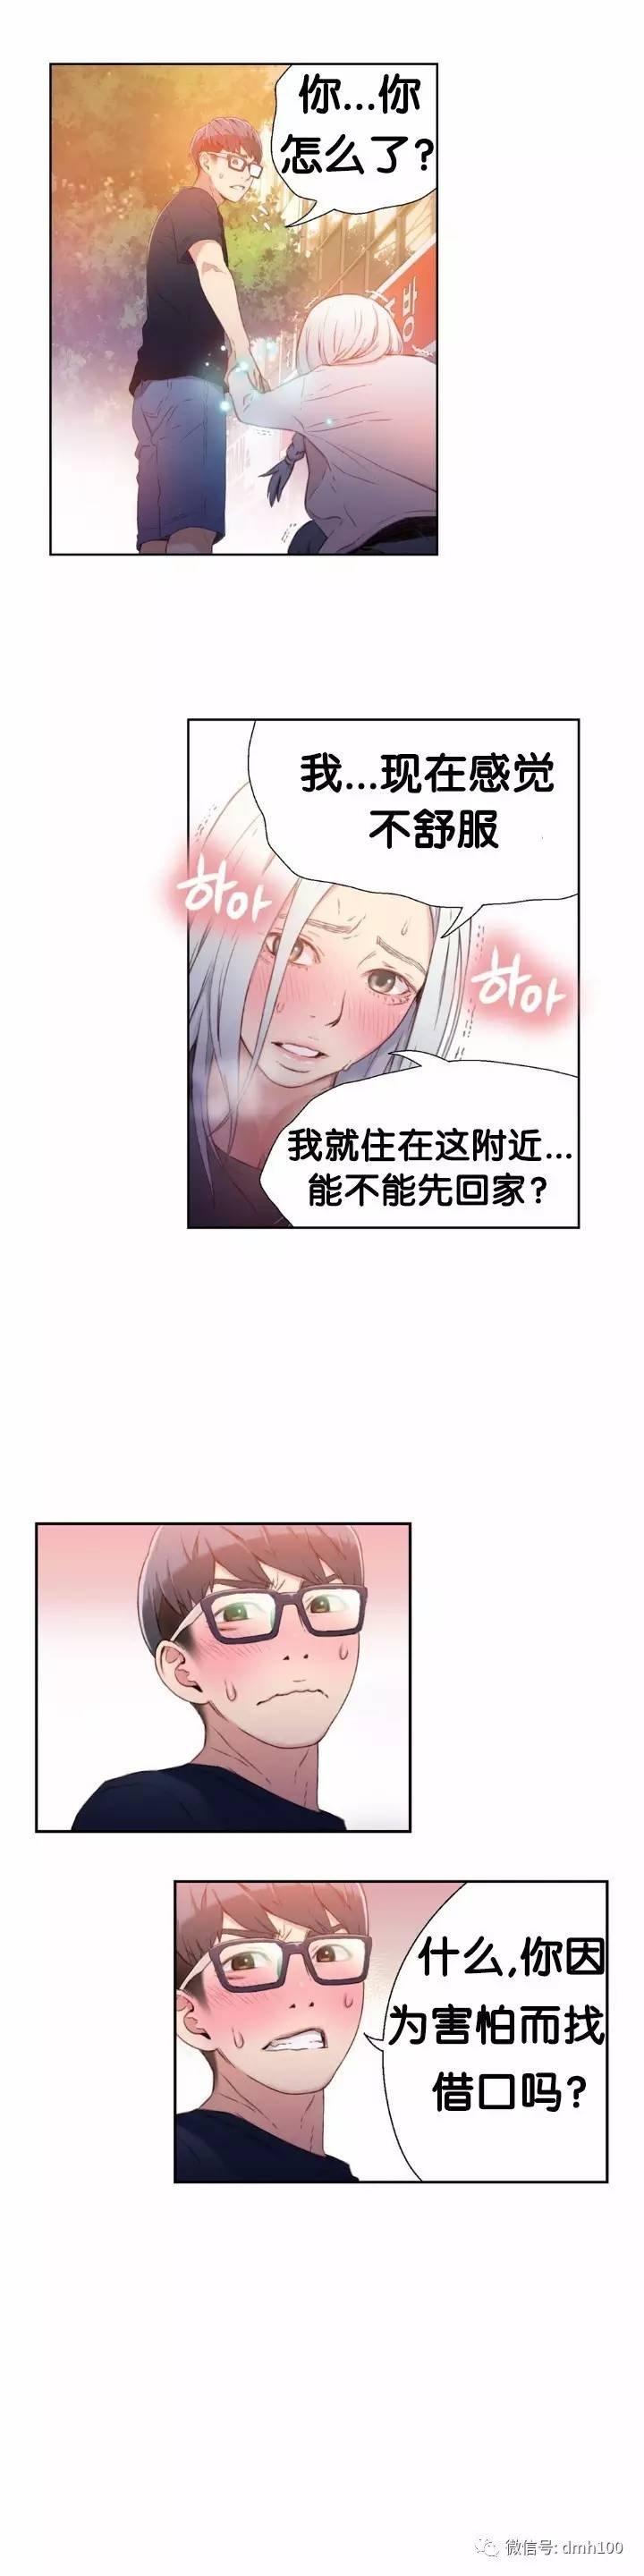 你...你
怎么了?
방
我...现在感觉
不舒服
하아
하아
我就住在这附近...
能不能先回家?
什么,你因
为害怕而找
借口吗?
微信号: dmh100